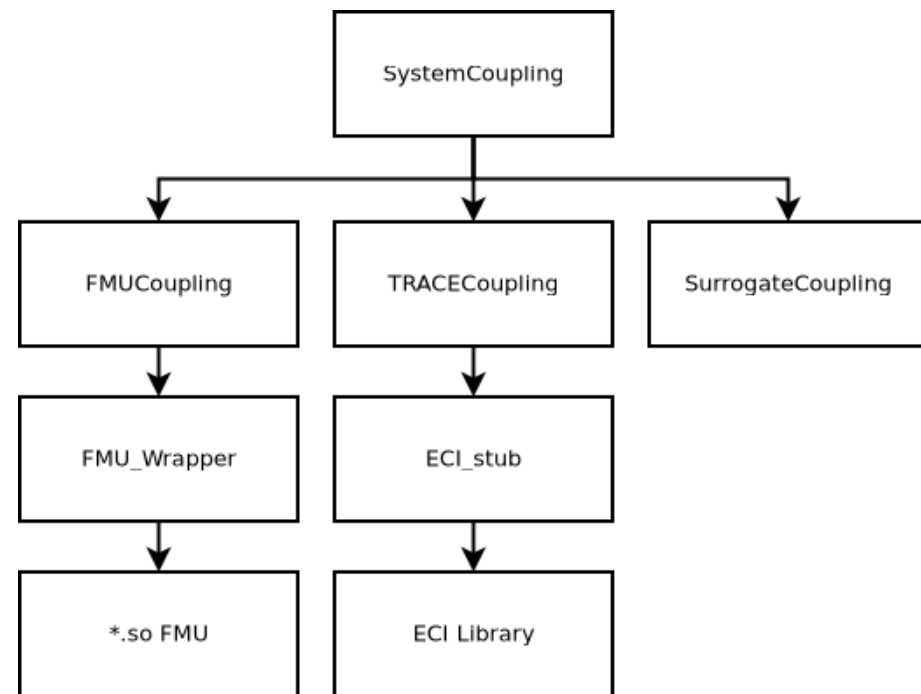 SystemCoupling
FMUCoupling
TRACECoupling
SurrogateCoupling
FMU_Wrapper
ECI_stub
*.so FMU
ECI Library